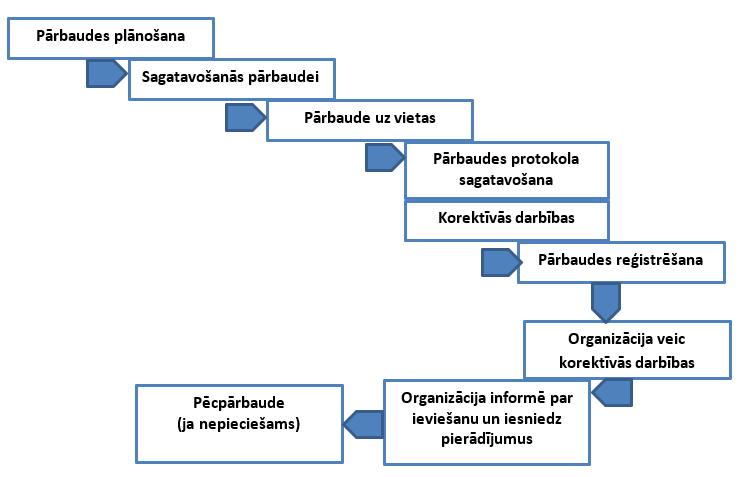 Pārbaudes plānošana
Sagatavošanās pārbaudei
Pārbaude uz vietas
Pārbaudes protokola
sagatavošana
Korektīvās darbības
Pārbaudes reģistrēšana
Organizācija veic
korektīvās darbības
Organizācija informē par
ieviešanu un iesniedz
pierādījumus
Pēcpārbaude
(ja nepieciešams)